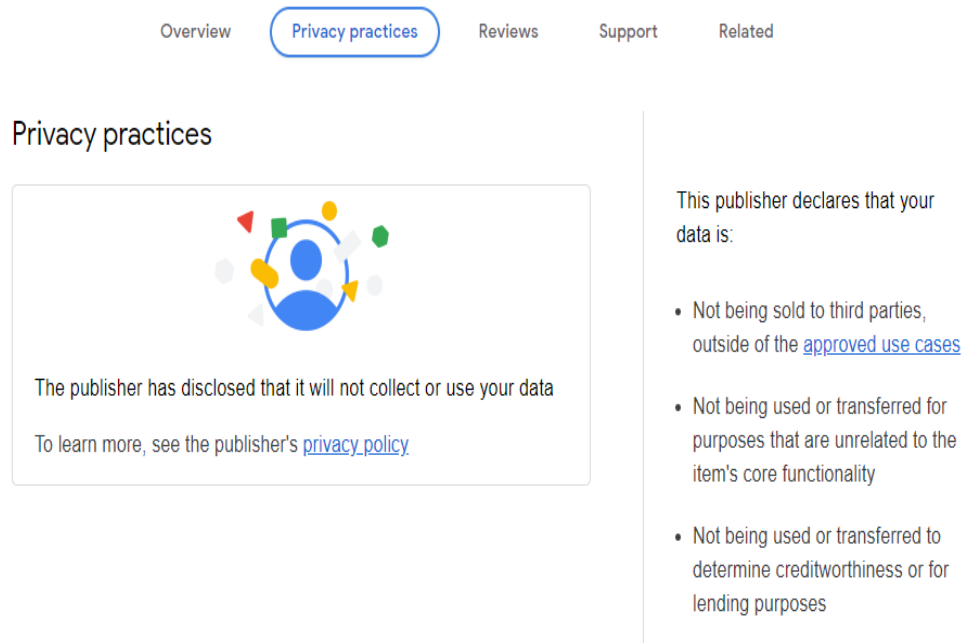 Overview Privacy practices Reviews Support Related
Privacy practices
The publisher has disclosed that it will not collect or use your data
To learn more, see the publisher's privacy policy
This publisher declares that your
data is:
• Not being sold to third parties,
outside of the approved use cases
• Not being used or transferred for
purposes that are unrelated to the
item's core functionality
• Not being used or transferred to
determine creditworthiness or for
lending purposes